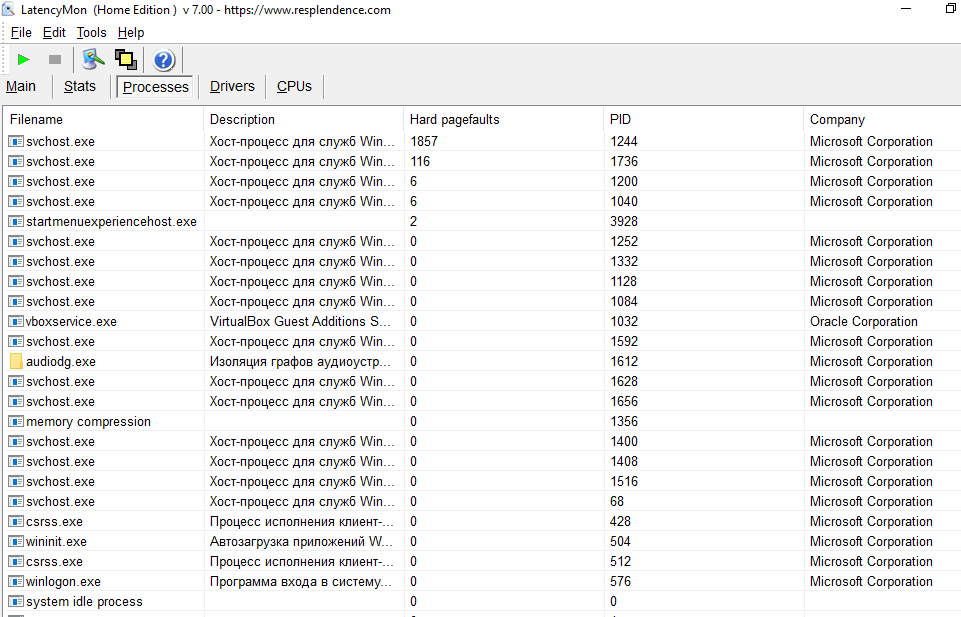 LatencyMon (Home Edition ) v 7.00 - https://www.resplendence.com
File Edit Tools Help
Main Stats Processes Drivers CPUs
Filename Description Hard pagefaults PID Company
svchost.exe Хост-процесс для служб Win... 1857 1244 Microsoft Corporation
svchost.exe Хост-процесс для служб Win... 116 1736 Microsoft Corporation
svchost.exe Хост-процесс для служб Win... 6 1200 Microsoft Corporation
svchost.exe Хост-процесс для служб Win... 6 1040 Microsoft Corporation
startmenuexperiencehost.exe 2 3928
svchost.exe Хост-процесс для служб Win... 0 1252 Microsoft Corporation
svchost.exe Хост-процесс для служб Win... 0 1332 Microsoft Corporation
svchost.exe Хост-процесс для служб Win... 0 1128 Microsoft Corporation
svchost.exe Хост-процесс для служб Win... 0 1084 Microsoft Corporation
vboxservice.exe VirtualBox Guest Additions S... 0 1032 Oracle Corporation
svchost.exe Хост-процесс для служб Win... 0 1592 Microsoft Corporation
audiodg.exe Изоляция графов аудиоустр... 0 1612 Microsoft Corporation
svchost.exe Хост-процесс для служб Win... 0 1628 Microsoft Corporation
svchost.exe Хост-процесс для служб Win... 0 1656 Microsoft Corporation
memory compression 0 1356
svchost.exe Хост-процесс для служб Win... 0 1400 Microsoft Corporation
svchost.exe Хост-процесс для служб Win... 0 1408 Microsoft Corporation
svchost.exe Хост-процесс для служб Win... 0 1516 Microsoft Corporation
svchost.exe Хост-процесс для служб Win... 0 68 Microsoft Corporation
csrss.exe Процесс исполнения клиент-... 0 428 Microsoft Corporation
wininit.exe Автозагрузка приложений W... 0 504 Microsoft Corporation
csrss.exe Процесс исполнения клиент-... 0 512 Microsoft Corporation
winlogon.exe Программа входа в систему... 0 576 Microsoft Corporation
system idle process 0 0